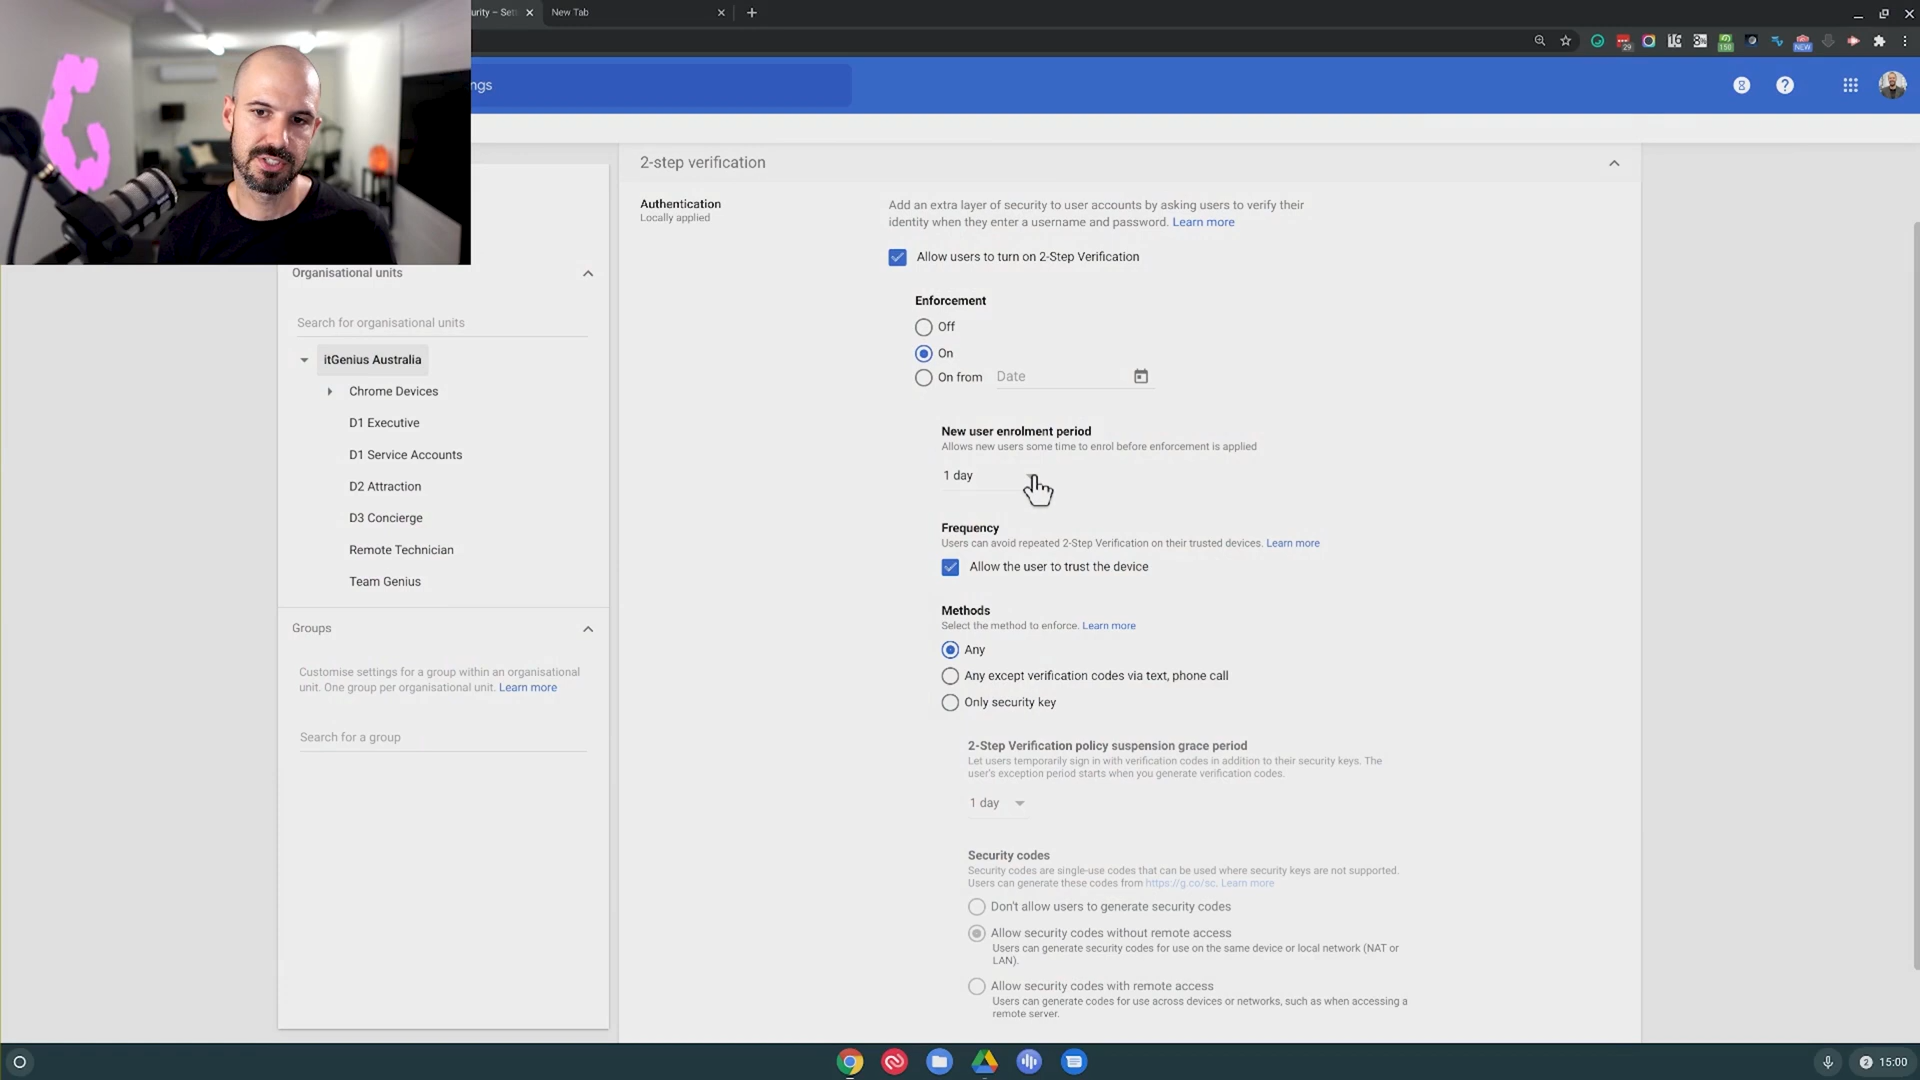 urity – Sett
New Tab
29
16
150
NEW
ngs
2-step verification
Authentication
Locally applied
Add an extra layer of security to user accounts by asking users to verify their
identity when they enter a username and password. Learn more
Allow users to turn on 2-Step Verification
Enforcement
Off
On
On from
Date
New user enrolment period
Allows new users some time to enrol before enforcement is applied
1 day
Frequency
Users can avoid repeated 2-Step Verification on their trusted devices. Learn more
Allow the user to trust the device
Methods
Select the method to enforce. Learn more
Any
Any except verification codes via text, phone call
Only security key
2-Step Verification policy suspension grace period
Let users temporarily sign in with verification codes in addition to their security keys. The
user's exception period starts when you generate verification codes.
1 day
Security codes
Security codes are single-use codes that can be used where security keys are not supported.
Users can generate these codes from https://g.co/sc. Learn more
Don't allow users to generate security codes
Allow security codes without remote access
Users can generate security codes for use on the same device or local network (NAT or
LAN).
Allow security codes with remote access
Users can generate codes for use across devices or networks, such as when accessing a
remote server.
Organisational units
Search for organisational units
itGenius Australia
Chrome Devices
D1 Executive
D1 Service Accounts
D2 Attraction
D3 Concierge
Remote Technician
Team Genius
Groups
Customise settings for a group within an organisational
unit. One group per organisational unit. Learn more
Search for a group
2
15:00